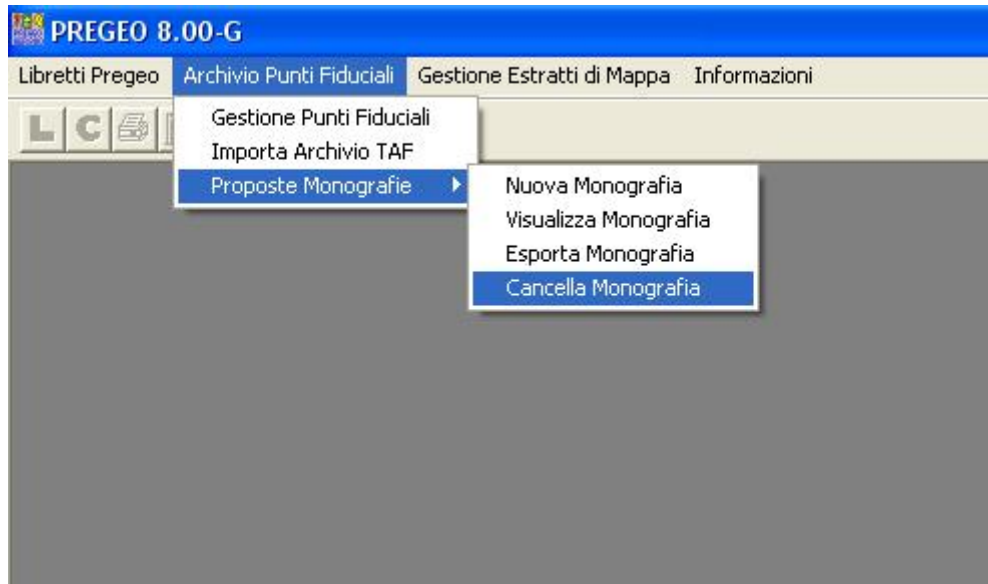 PREGEO 8.00-G
Libretti Pregeo Archivio Punti Fiduciali Gestione Estratti di Mappa Informazioni
L C
Gestione Punti Fiduciali
Importa Archivio TAF
Proposte Monografie
Nuova Monografia
Visualizza Monografia
Esporta Monografia
Cancella Monografia